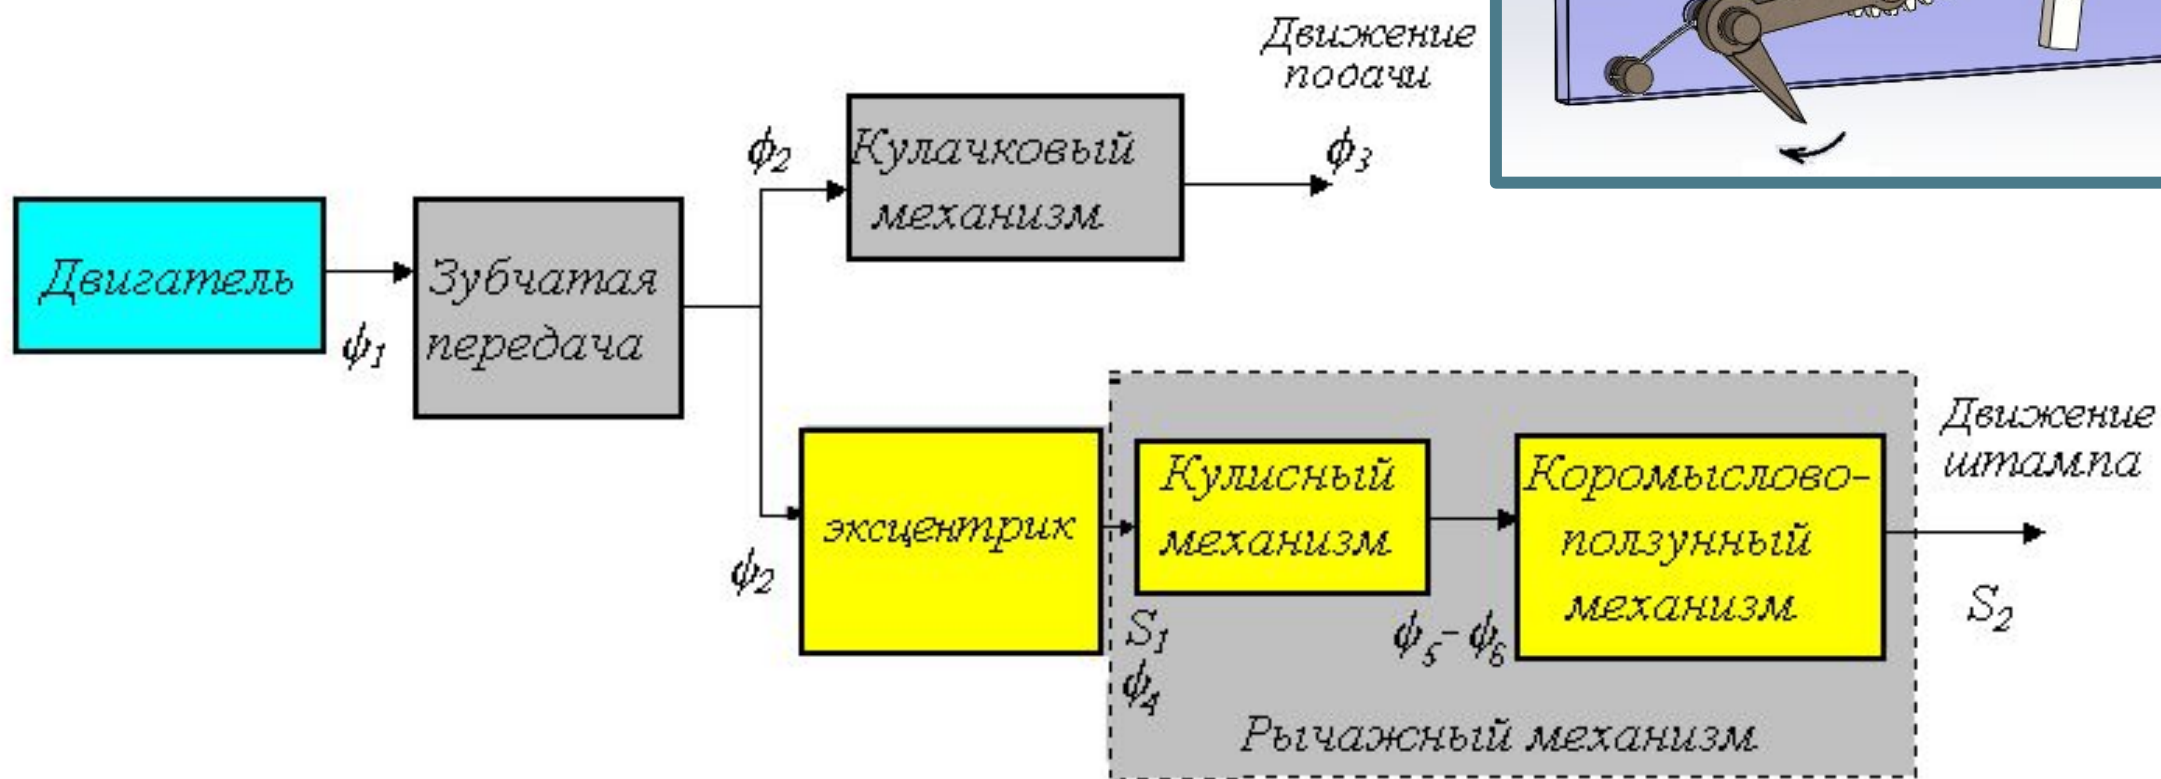 Движение
подачи
ϕ2
Кулачковый
механизм
ϕ3
Двигатель
ϕ1
Зубчатая
передача
ϕ2
эксцентрик
Кулисный
механизм
S1
ϕ4
ϕ5-ϕ6
Коромыслово-
ползунный
механизм
Движение
штампа
S2
Рычажный механизм